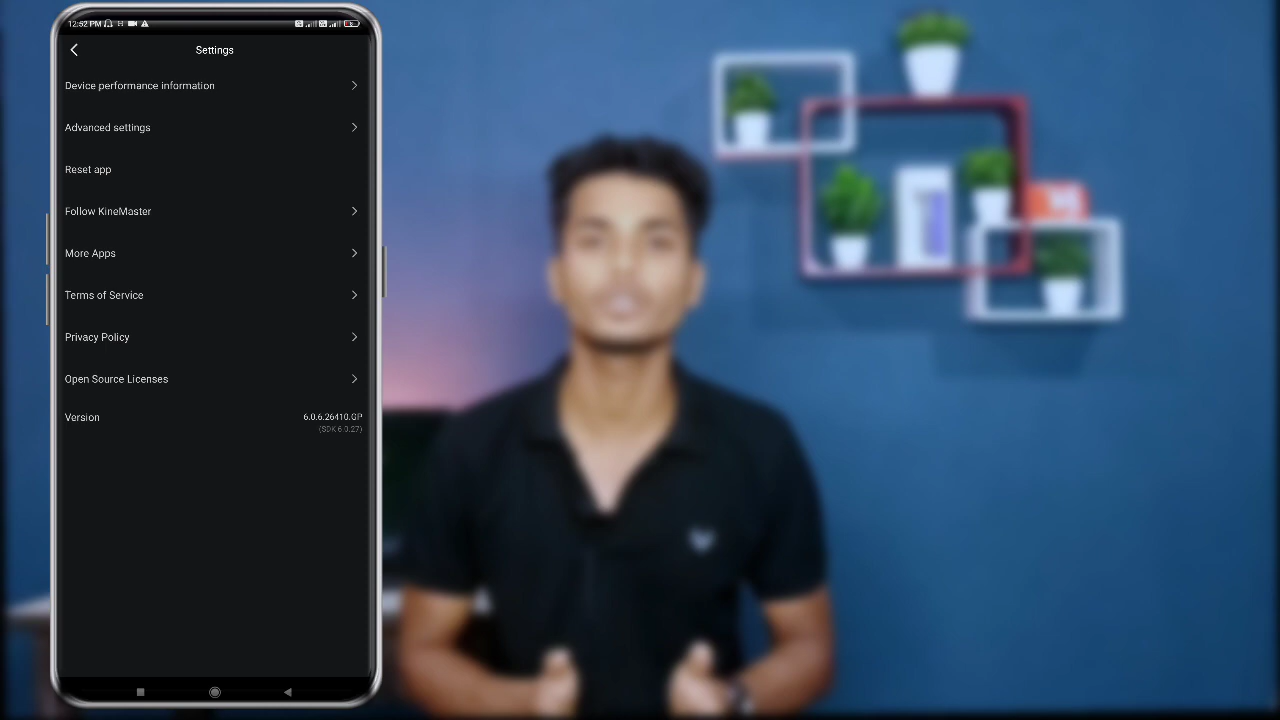 12:52 PM
Settings
Device performance information
Advanced settings
Reset app
Follow KineMaster
More Apps
Terms of Service
Privacy Policy
Open Source Licenses
Version
6.0.6.26410.GP
(SDK 6.0.27)